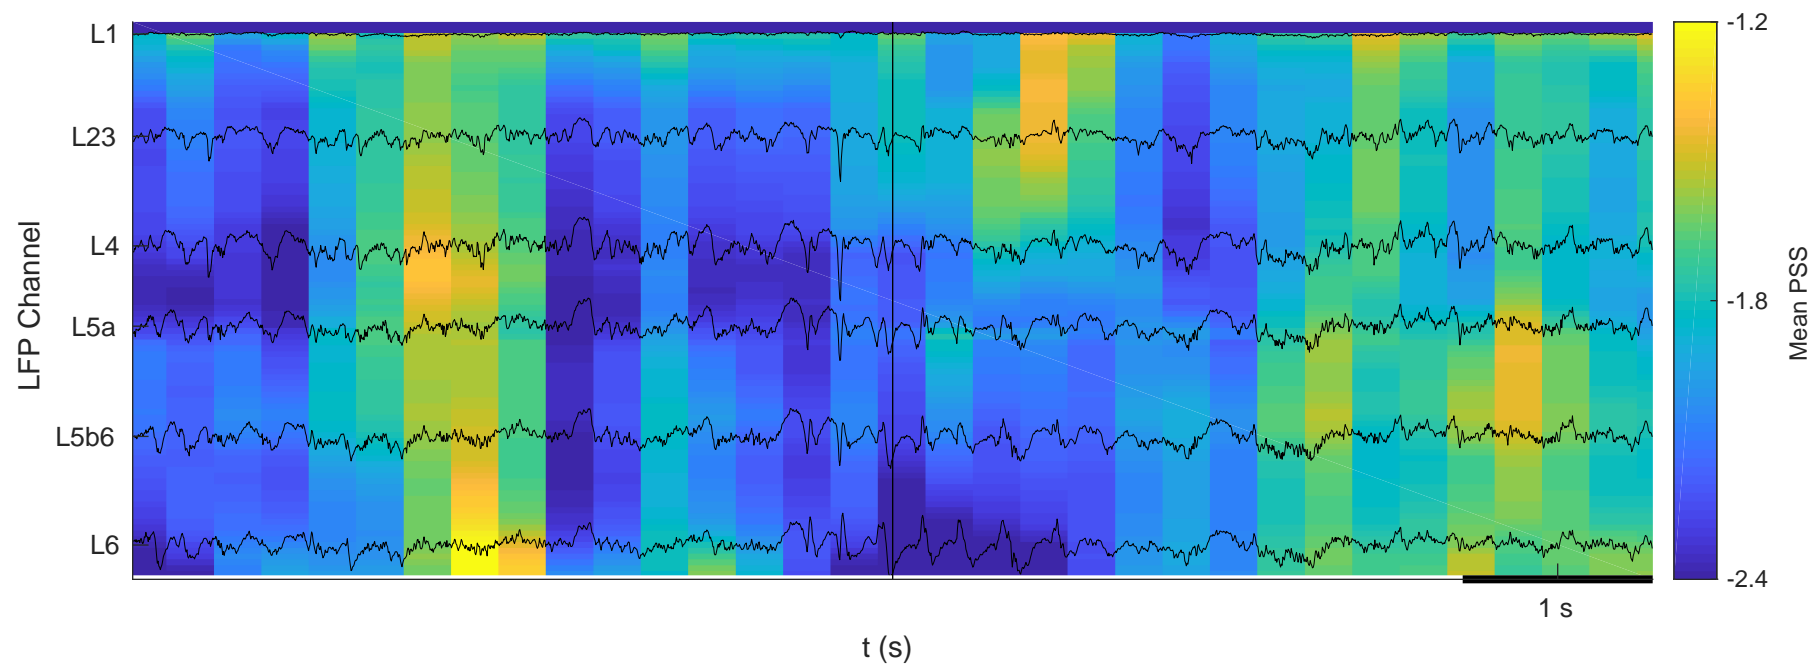 L1
L23
L4
L5a
L5b6
L6
LFP Channel
t (s)
1 s
-1.2
-1.8
-2.4
Mean PSS